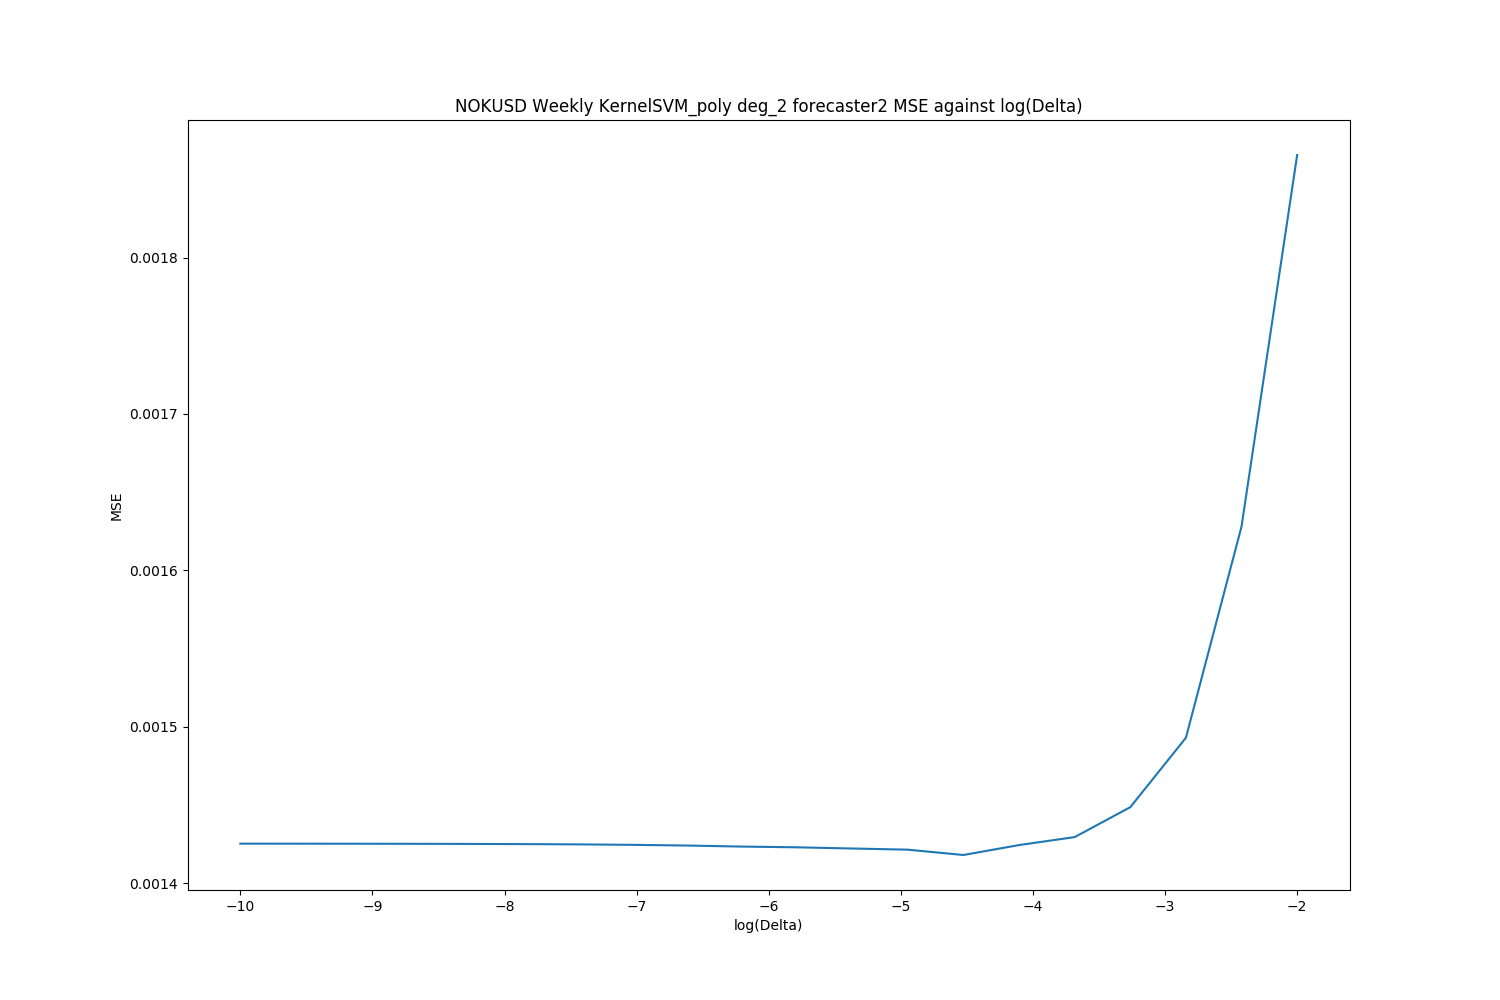 NOKUSD Weekly KernelSVM_poly deg_2 forecaster2 MSE against log(Delta)
MSE
0.0018
0.0017
0.0016
0.0015
0.0014
−10 −9 −8 −7 −6 −5 −4 −3 −2
log(Delta)